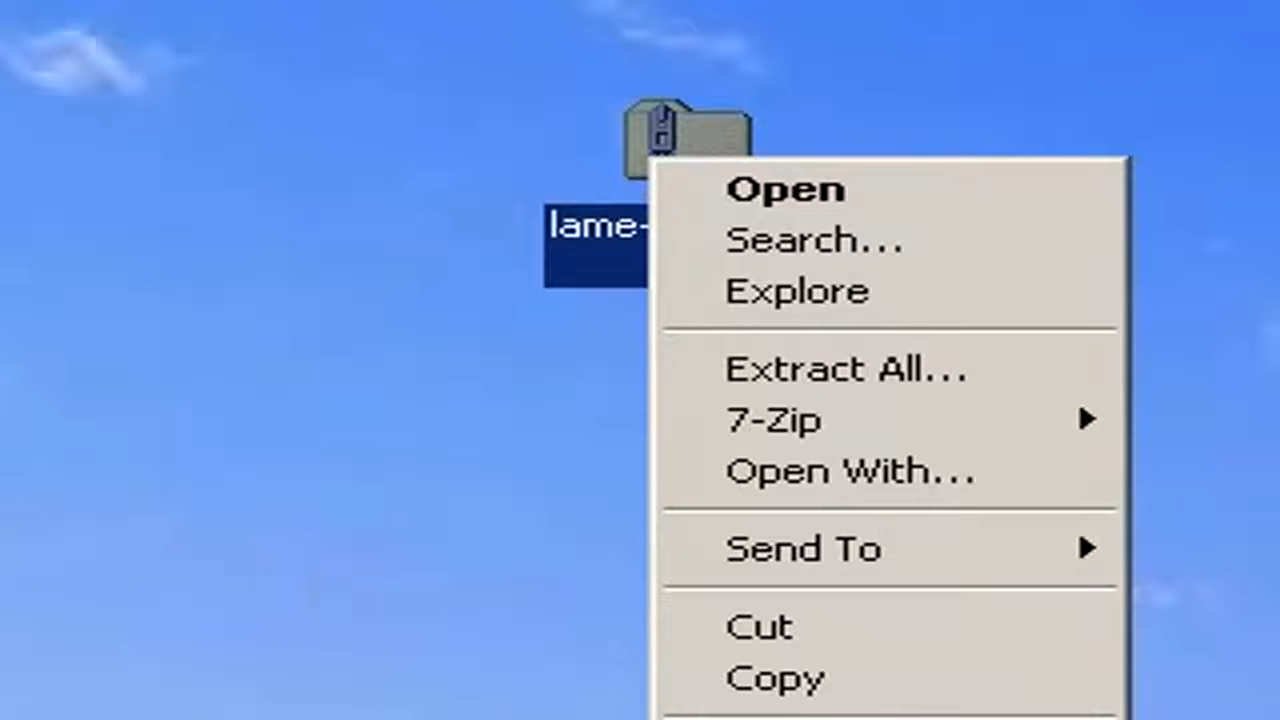 lame-
Open
Search...
Explore
Extract All...
7-Zip
Open With...
Send To
Cut
Copy